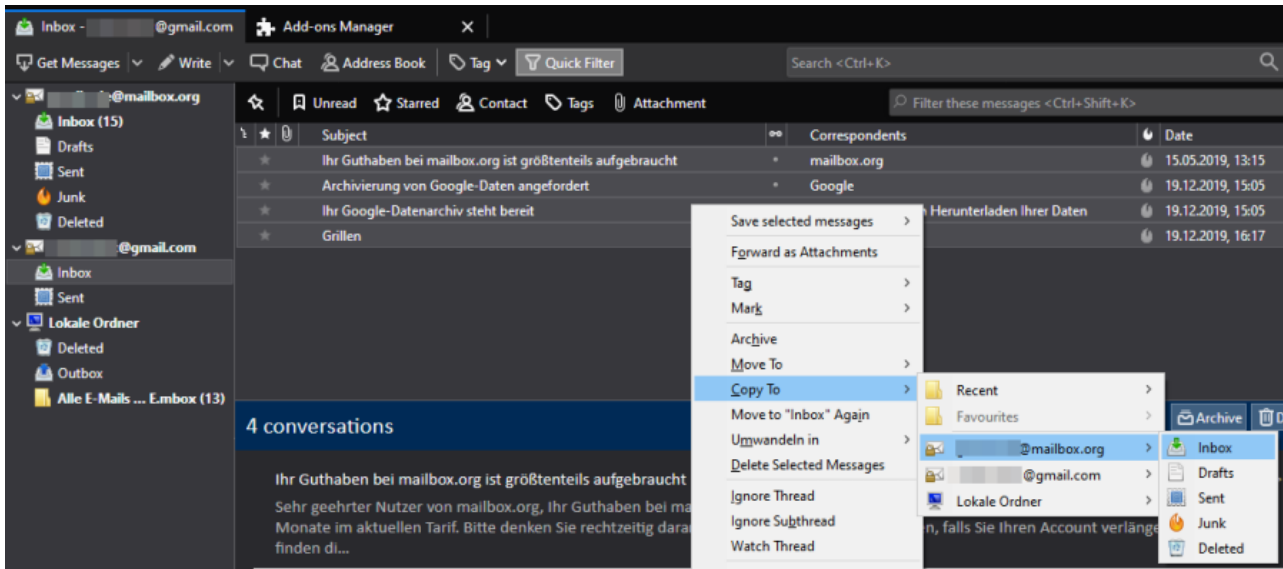 Inbox - @gmail.com Add-ons Manager
Get Messages Write Chat Address Book Tag Quick Filter Search <Ctrl+K>
@mailbox.org
Inbox (15)
Drafts
Sent
Junk
Deleted
@gmail.com
Inbox
Sent
Lokale Ordner
Deleted
Outbox
Alle E-Mails ... E.mbox (13)
Unread Starred Contact Tags Attachment Filter these messages <Ctrl+Shift+K>
Subject Correspondents Date
Ihr Guthaben bei mailbox.org ist größtenteils aufgebraucht mailbox.org 15.05.2019, 13:15
Archivierung von Google-Daten angefordert Google 19.12.2019, 15:05
Ihr Google-Datenarchiv steht bereit Herunterladen Ihrer Daten 19.12.2019, 15:05
Grillen 19.12.2019, 16:17
4 conversations Archive
Ihr Guthaben bei mailbox.org ist größtenteils aufgebraucht
Sehr geehrter Nutzer von mailbox.org, Ihr Guthaben bei
Monate im aktuellen Tarif. Bitte denken Sie rechtzeitig falls Sie Ihren Account
finden di...
Save selected messages
Forward as Attachments
Tag
Mark
Archive
Move To
Copy To
Move to "Inbox" Again
Umwandeln in
Delete Selected Messages
Ignore Thread
Ignore Subthread
Watch Thread
Recent
Favourites
@mailbox.org
@gmail.com
Lokale Ordner
Inbox
Drafts
Sent
Junk
Deleted